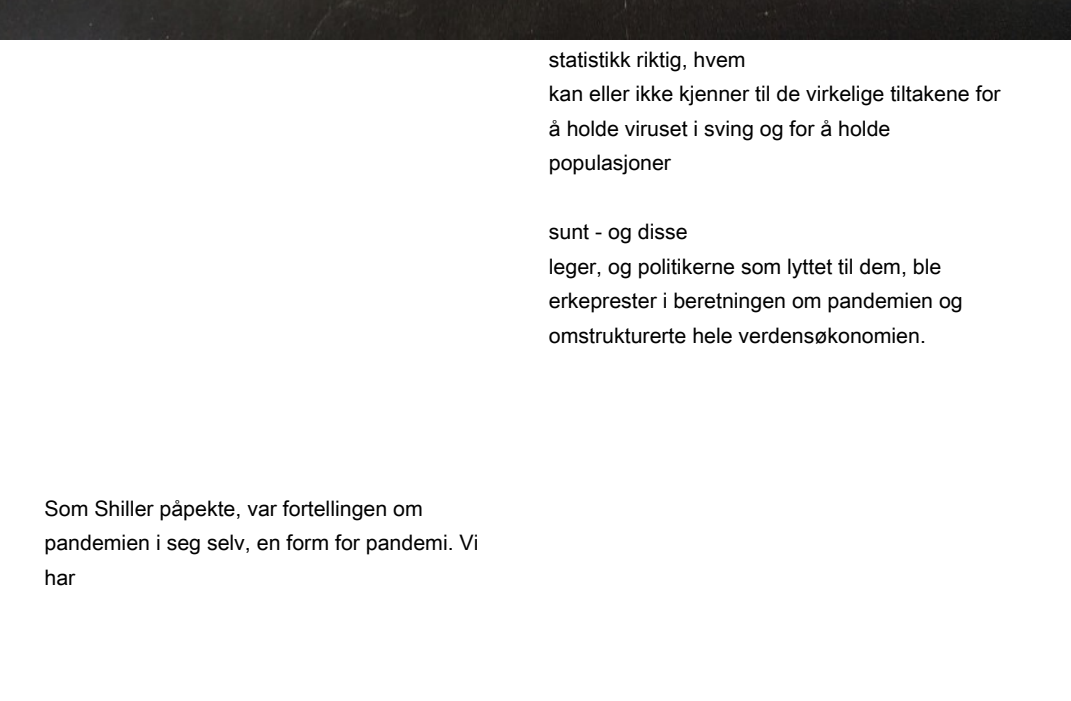 Som Shiller påpekte, var fortellingen om
pandemien i seg selv, en form for pandemi. Vi
har
statistikk riktig, hvem
kan eller ikke kjenner til de virkelige tiltakene for
å holde viruset i sving og for å holde
populasjoner
sunt - og disse
leger, og politikerne som lyttet til dem, ble
erkeprester i beretningen om pandemien og
omstrukturerte hele verdensøkonomien.